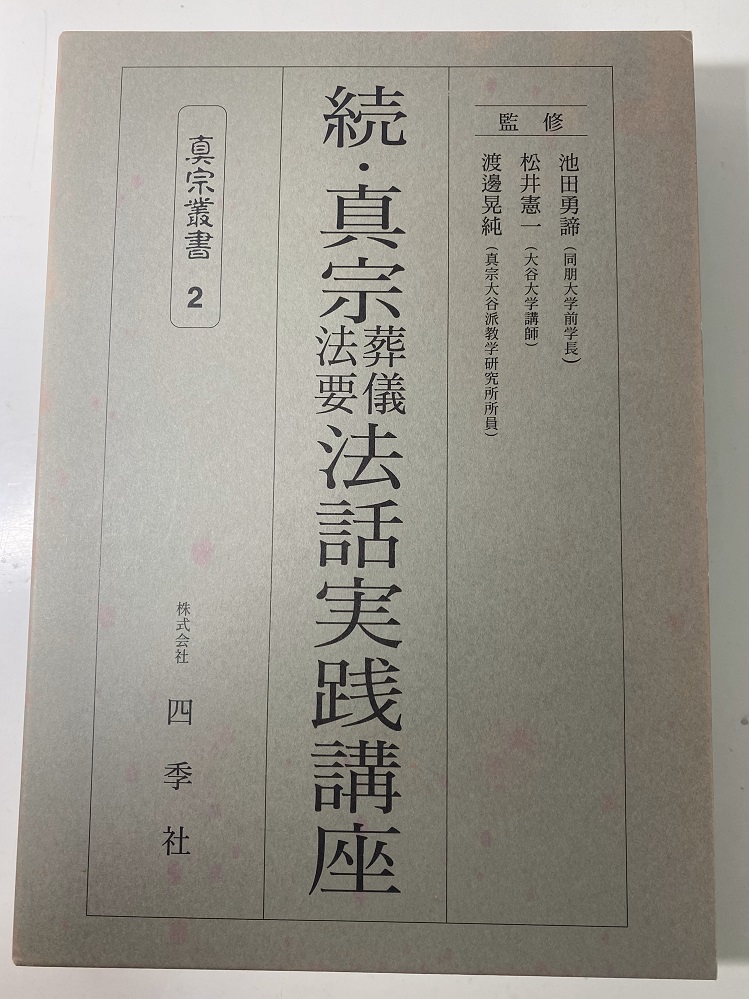 監修
池田勇諦(同朋大学前学長)
松井憲一(大谷大学講師)
渡邊晃純(真宗大谷派教学研究所所員)
続・真宗葬儀法要法話実践講座
真宗叢書 2
株式会社 四季社